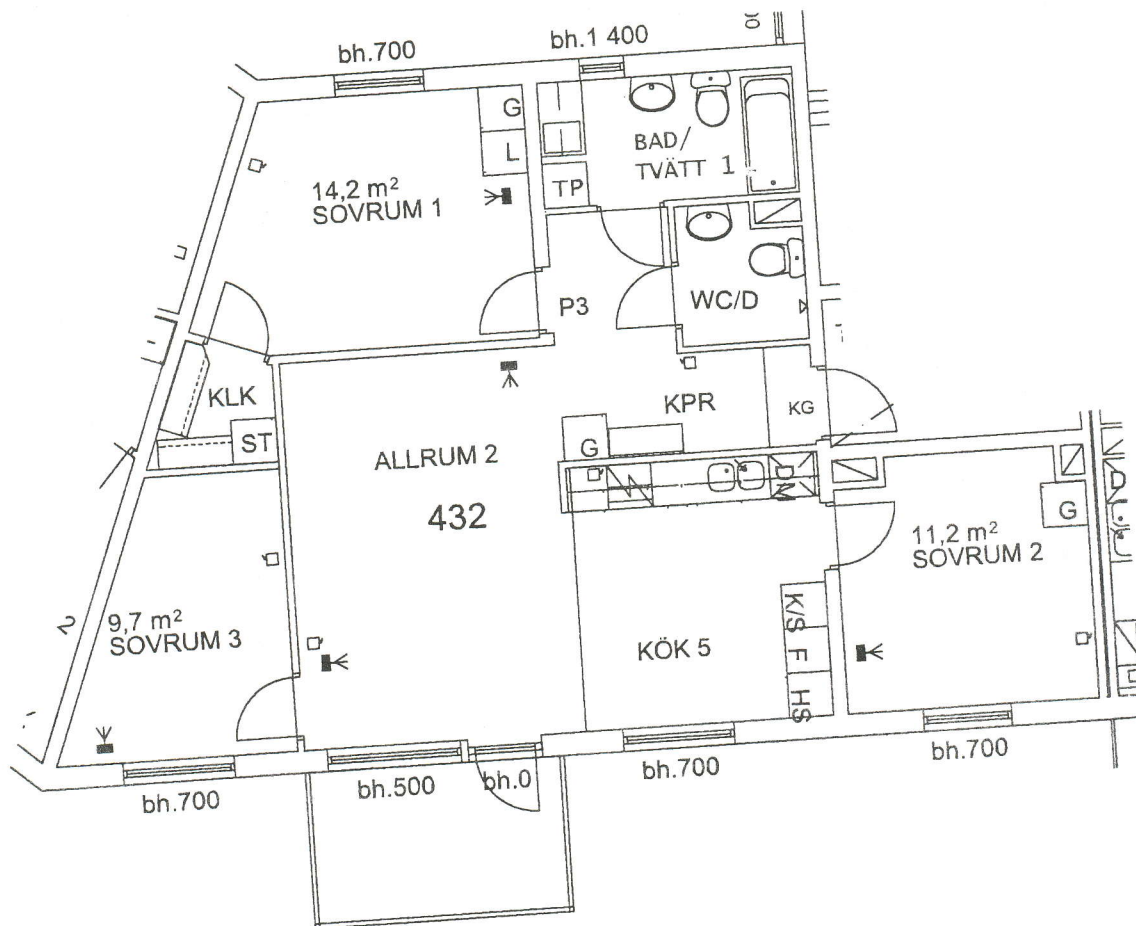 bh.700
bh.1 400
00
G
L
BAD/
TVÄTT 1
TP
14,2 m²
SOVRUM 1
P3
WC/D
KLK
ST
KPR
KG
G
ALLRUM 2
432
DM
11,2 m²
SOVRUM 2
G
D
2
9,7 m²
SOVRUM 3
KÖK 5
K/S
F
HS
bh.700
bh.500
bh.0
bh.700
bh.700